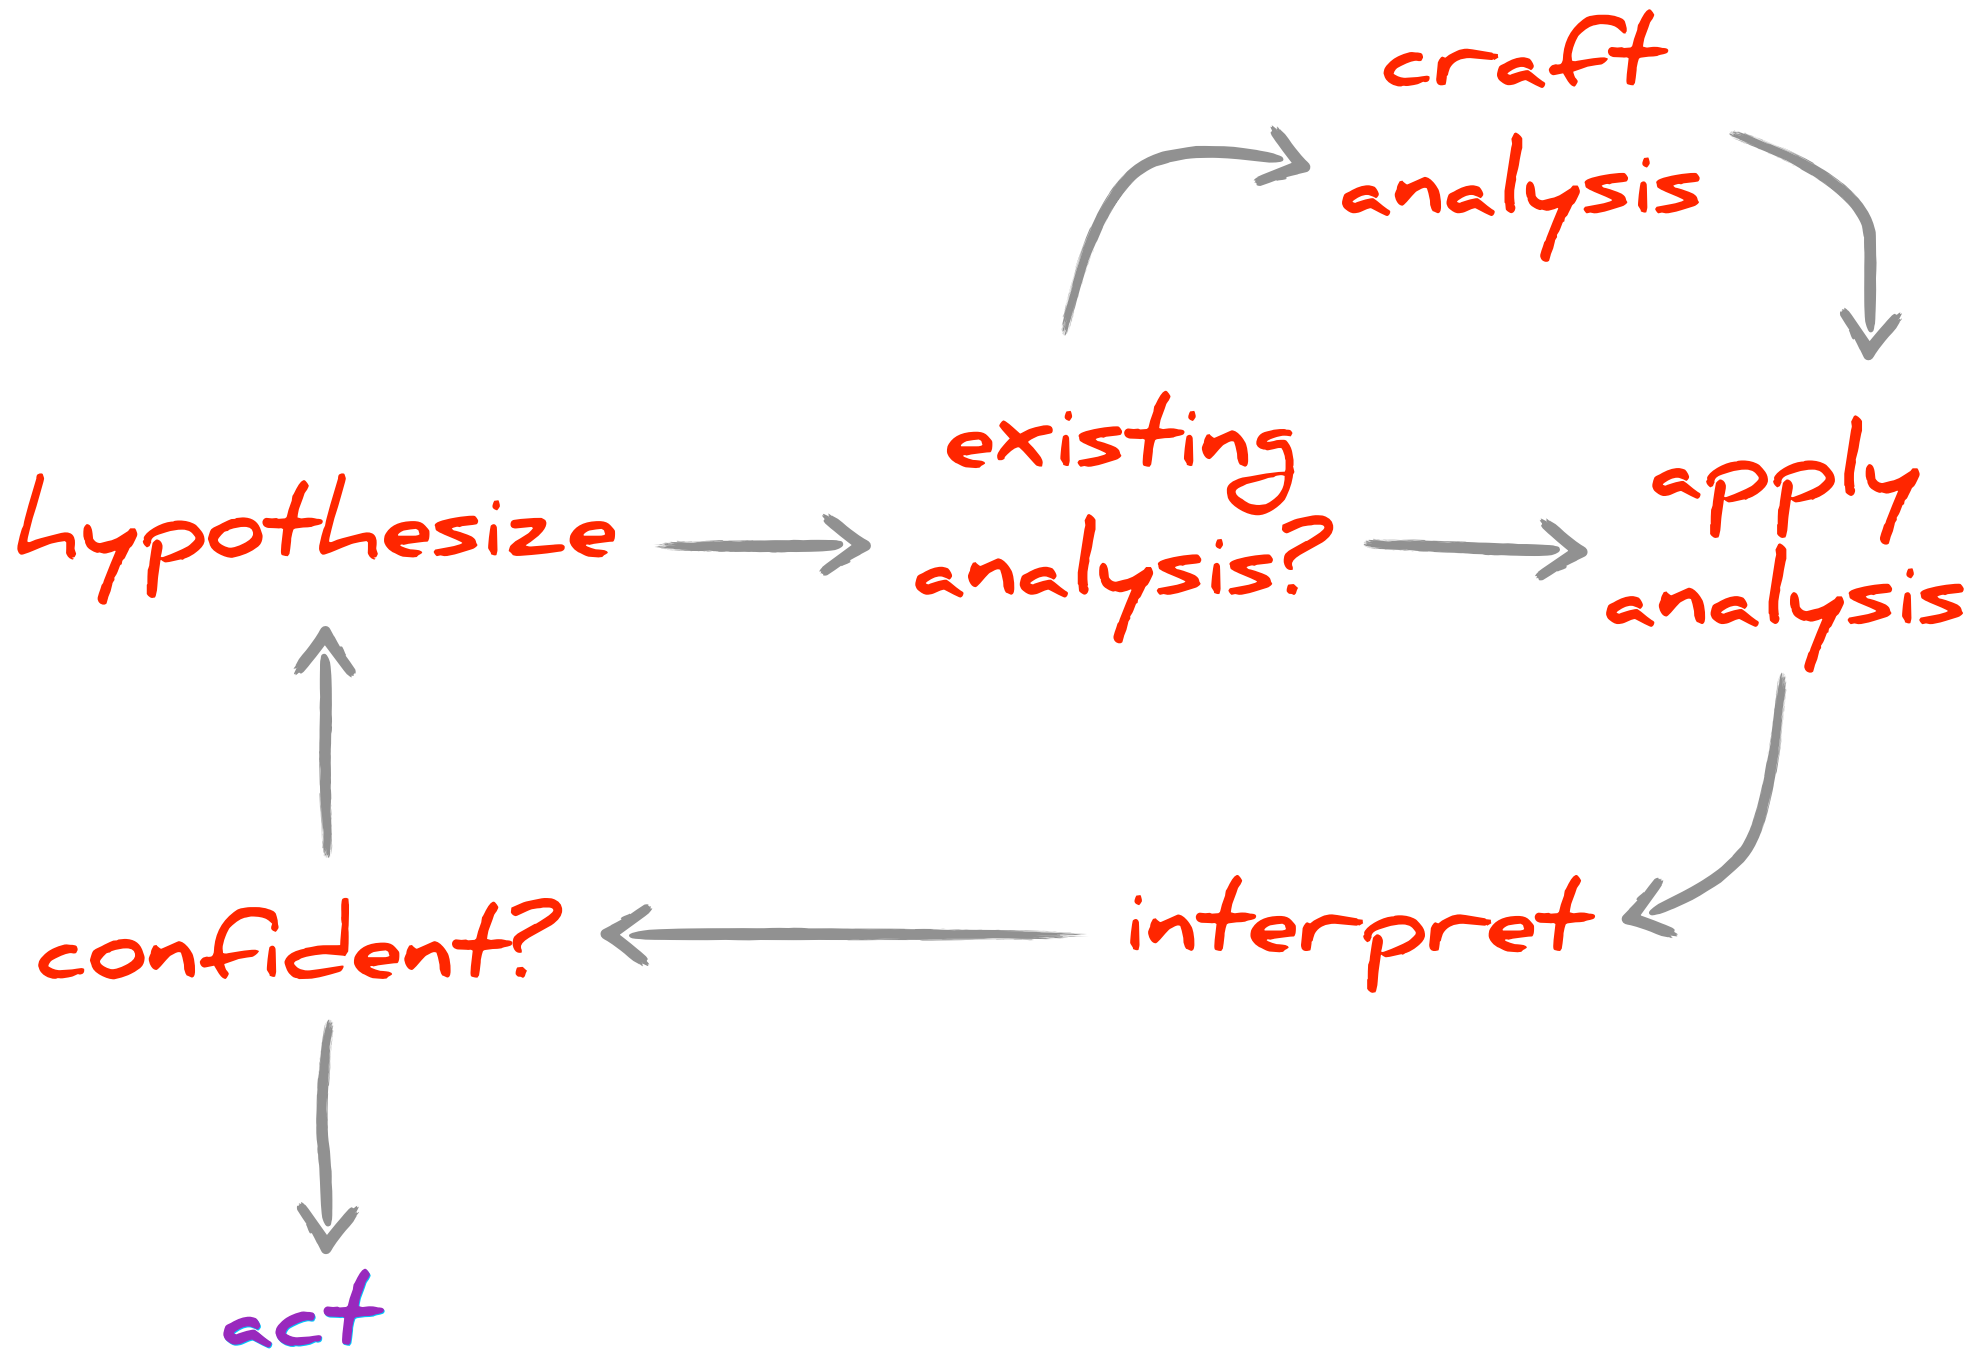 craft
analysis
hypothesize
existing
analysis?
apply
analysis
interpret
confident?
act